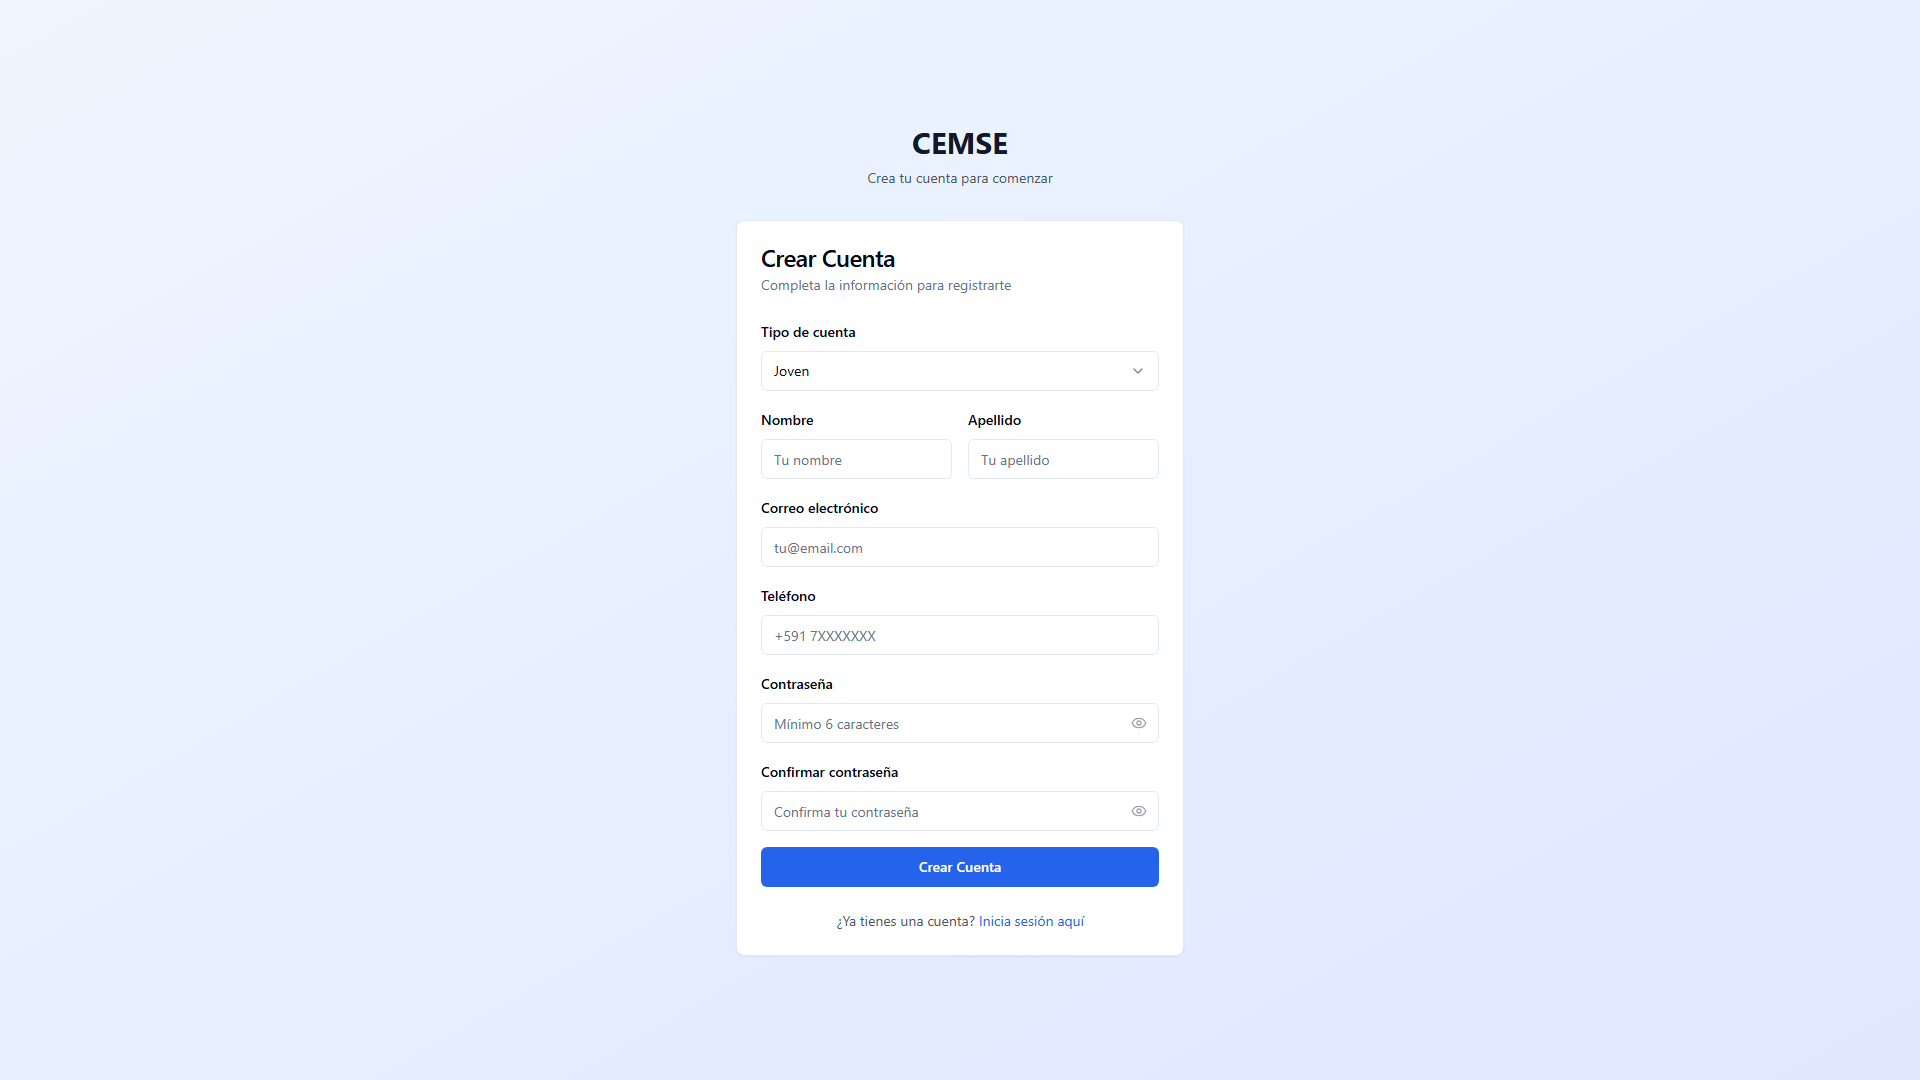 CEMSE
Crea tu cuenta para comenzar
Crear Cuenta
Completa la información para registrarte
Tipo de cuenta
Joven
Nombre
Apellido
Tu nombre
Tu apellido
Correo electrónico
tu@email.com
Teléfono
+591 7XXXXXXX
Contraseña
Mínimo 6 caracteres
Confirmar contraseña
Confirma tu contraseña
Crear Cuenta
¿Ya tienes una cuenta? Inicia sesión aquí